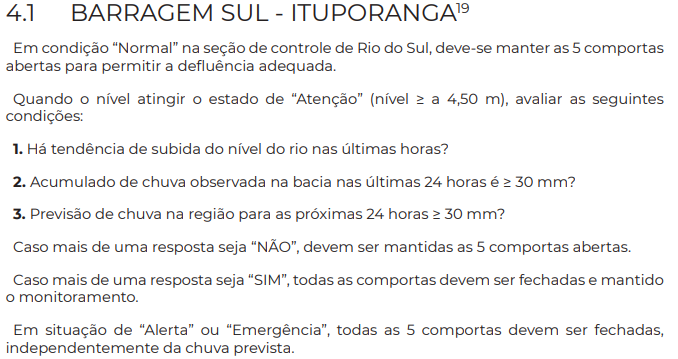 4.1 BARRAGEM SUL - ITUPORANGA¹⁹
Em condição “Normal” na seção de controle de Rio do Sul, deve-se manter as 5 comportas
abertas para permitir a defluência adequada.
Quando o nível atingir o estado de “Atenção” (nível ≥ a 4,50 m), avaliar as seguintes
condições:
1. Há tendência de subida do nível do rio nas últimas horas?
2. Acumulado de chuva observada na bacia nas últimas 24 horas é ≥ 30 mm?
3. Previsão de chuva na região para as próximas 24 horas ≥ 30 mm?
Caso mais de uma resposta seja “NÃO”, devem ser mantidas as 5 comportas abertas.
Caso mais de uma resposta seja “SIM”, todas as comportas devem ser fechadas e mantido
o monitoramento.
Em situação de “Alerta” ou “Emergência”, todas as 5 comportas devem ser fechadas,
independentemente da chuva prevista.